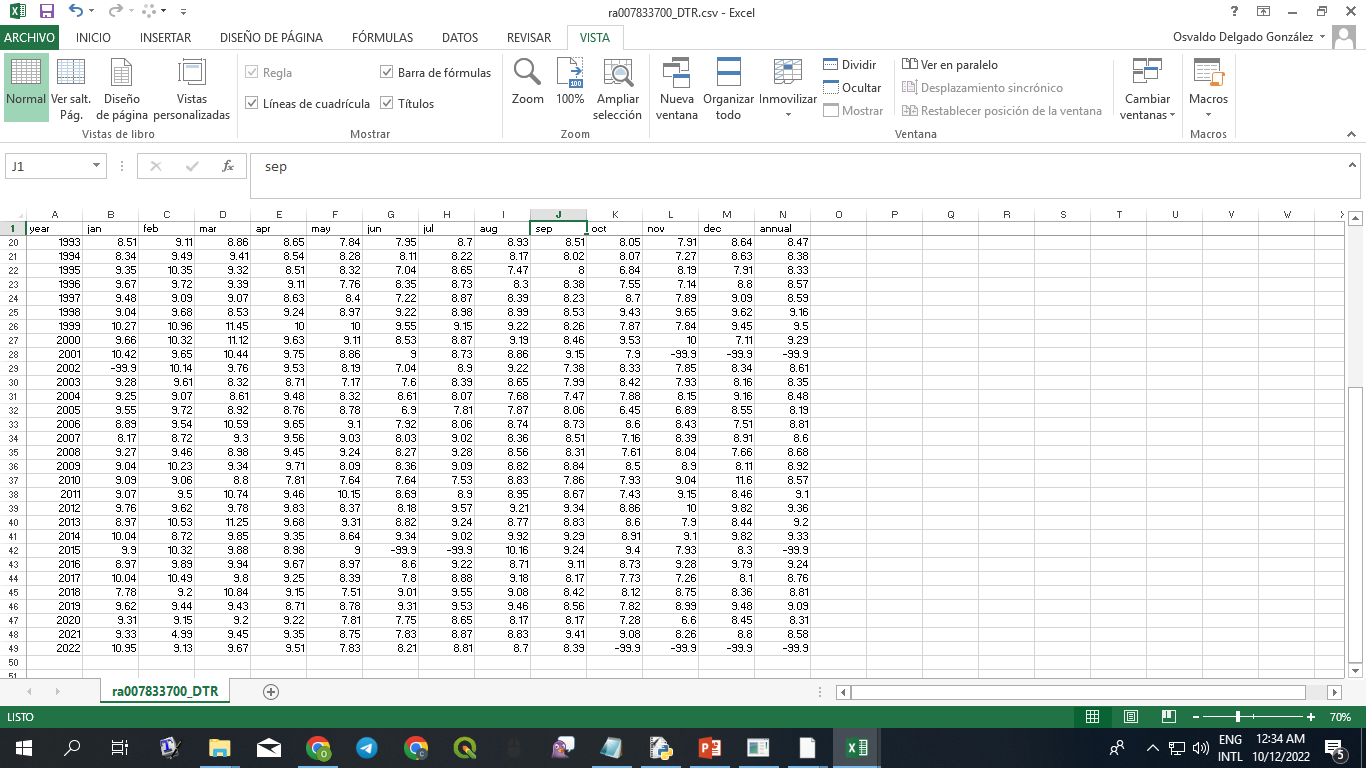 ra007833700_DTR.csv - Excel
ARCHIVO INICIO INSERTAR DISEÑO DE PÁGINA FÓRMULAS DATOS REVISAR VISTA Osvaldo Delgado González
Normal Ver salt. Pág. Diseño de página Vistas personalizadas
Vistas de libro
Regla Barra de fórmulas
Líneas de cuadrícula Títulos
Mostrar
Zoom 100% Ampliar selección
Zoom
Nueva ventana Organizar todo Inmovilizar
Dividir Ver en paralelo
Ocultar Desplazamiento sincrónico
Mostrar Restablecer posición de la ventana
Cambiar ventanas
Ventana
Macros
Macros
J1 fx sep
A B C D E F G H I J K L M N O P Q R S T U V W X
1 year jan feb mar apr may jun jul aug sep oct nov dec annual
20 1993 8.51 9.11 8.86 8.65 7.84 7.95 8.7 8.93 8.51 8.05 7.91 8.64 8.47
21 1994 8.34 9.49 9.41 8.54 8.28 8.11 8.22 8.17 8.02 8.07 7.27 8.63 8.38
22 1995 9.35 10.35 9.32 8.51 8.32 7.04 8.65 7.47 8 6.84 8.19 7.91 8.33
23 1996 9.67 9.72 9.39 9.11 7.76 8.35 8.73 8.3 8.38 7.55 7.14 8.8 8.57
24 1997 9.48 9.09 9.07 8.63 8.4 7.22 8.87 8.39 8.23 8.7 7.89 9.09 8.59
25 1998 9.04 9.68 8.53 9.24 8.97 9.22 8.98 8.99 8.53 9.43 9.65 9.62 9.16
26 1999 10.27 10.96 11.45 10 10 9.55 9.15 9.22 8.26 7.87 7.84 9.45 9.5
27 2000 9.66 10.32 11.12 9.63 9.11 8.53 8.87 9.19 8.46 9.53 10 7.11 9.29
28 2001 10.42 9.65 10.44 9.75 8.86 9 8.73 8.86 9.15 7.9 -99.9 -99.9 -99.9
29 2002 -99.9 10.14 9.76 9.53 8.19 7.04 8.9 9.22 7.38 8.33 7.85 8.34 8.61
30 2003 9.28 9.61 8.32 8.71 7.17 7.6 8.39 8.65 7.99 8.42 7.93 8.16 8.35
31 2004 9.25 9.07 8.61 9.48 8.32 8.61 8.07 7.68 7.47 7.88 8.15 9.16 8.48
32 2005 9.55 9.72 8.92 8.76 8.78 6.9 7.81 7.87 8.06 6.45 6.89 8.55 8.19
33 2006 8.89 9.54 10.59 9.65 9.1 7.92 8.06 8.74 8.73 8.6 8.43 7.51 8.81
34 2007 8.17 8.72 9.3 9.56 9.03 8.03 9.02 8.36 8.51 7.16 8.39 8.91 8.6
35 2008 9.27 9.46 8.98 9.45 9.24 8.27 9.28 8.56 8.31 7.61 8.04 7.66 8.68
36 2009 9.04 10.23 9.34 9.71 8.09 8.36 9.09 8.82 8.84 8.5 8.9 8.11 8.92
37 2010 9.09 9.06 8.8 7.81 7.64 7.64 7.53 8.83 7.86 7.93 9.04 11.6 8.57
38 2011 9.07 9.5 10.74 9.46 10.15 8.69 8.9 8.95 8.67 7.43 9.15 8.46 9.1
39 2012 9.76 9.62 9.78 9.83 8.37 8.18 9.57 9.21 9.34 8.86 10 9.82 9.36
40 2013 8.97 10.53 11.25 9.68 9.31 8.82 9.24 8.77 8.83 8.6 7.9 8.44 9.2
41 2014 10.04 8.72 9.85 9.35 8.64 9.34 9.02 9.92 9.29 8.91 9.1 9.82 9.33
42 2015 9.9 10.32 9.88 8.98 9 -99.9 -99.9 10.16 9.24 9.4 7.93 8.3 -99.9
43 2016 8.97 9.89 9.94 9.67 8.97 8.6 9.22 8.71 9.11 8.73 9.28 9.79 9.24
44 2017 10.04 10.49 9.8 9.25 8.39 7.8 8.88 9.18 8.17 7.73 7.26 8.1 8.76
45 2018 7.78 9.2 10.84 9.15 7.51 9.01 9.55 9.08 8.42 8.12 8.75 8.36 8.81
46 2019 9.62 9.44 9.43 8.71 8.78 9.31 9.53 9.46 8.56 7.82 8.99 9.48 9.09
47 2020 9.31 9.15 9.2 9.22 7.81 7.75 8.65 8.17 8.17 7.28 6.6 8.45 8.31
48 2021 9.33 4.99 9.45 9.35 8.75 7.83 8.87 8.83 9.41 9.08 8.26 8.8 8.58
49 2022 10.95 9.13 9.67 9.51 7.83 8.21 8.81 8.7 8.39 -99.9 -99.9 -99.9 -99.9
50
51
ra007833700_DTR
LISTO 70%
ENG 12:34 AM
INTL 10/12/2022 5